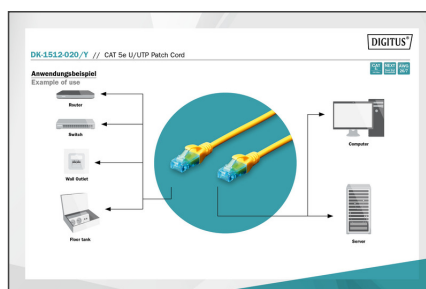 DIGITUS®
DK-1512-020/Y // CAT 5e U/UTP Patch Cord
Anwendungsbeispiel
Example of use
Router
Switch
Wall Outlet
Floor tank
Computer
Server